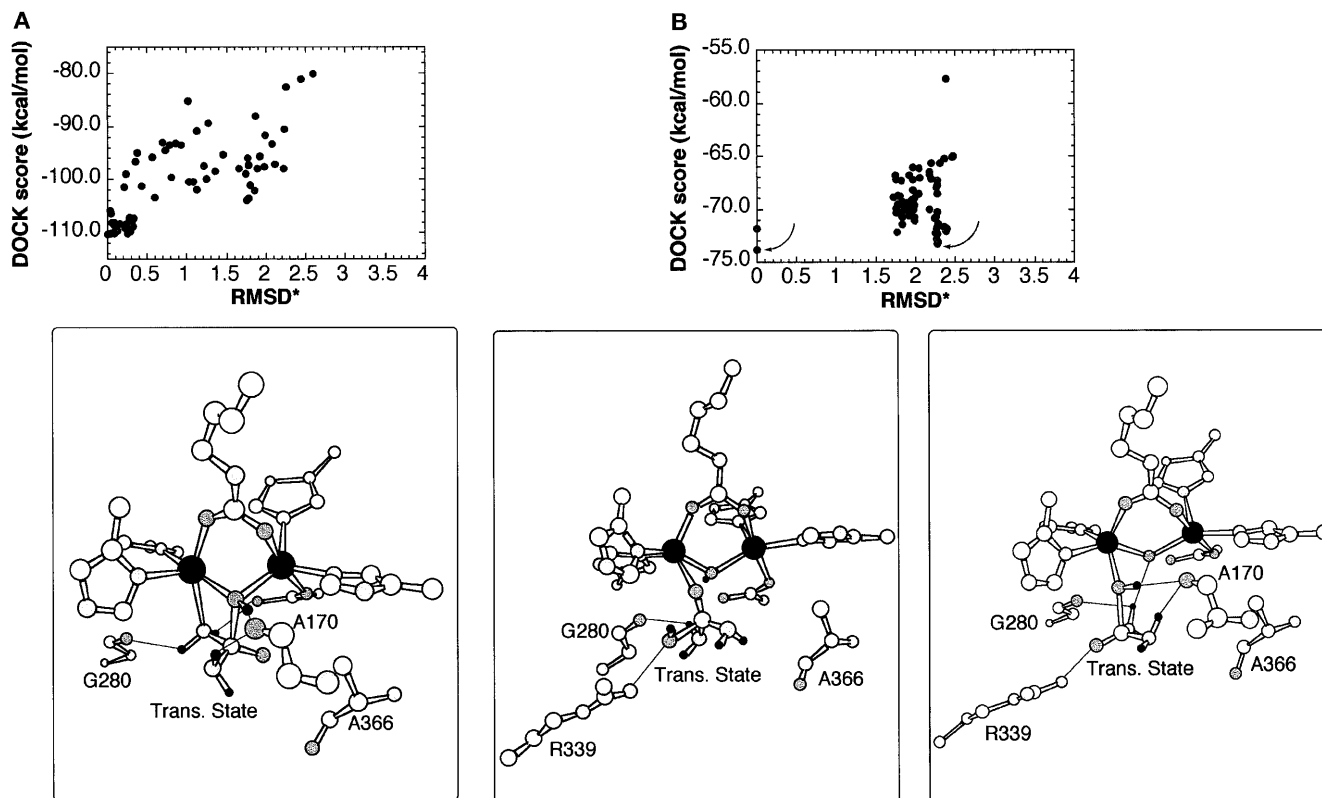 A
DOCK score (kcal/mol)
-80.0
-90.0
-100.0
-110.0
0 0.5 1 1.5 2 2.5 3 3.5 4
RMSD*
B
DOCK score (kcal/mol)
-55.0
-60.0
-65.0
-70.0
-75.0
0 0.5 1 1.5 2 2.5 3 3.5 4
RMSD*
G280
A170
Trans. State
A366
G280
Trans. State
A366
R339
A170
G280
Trans. State
A366
R339